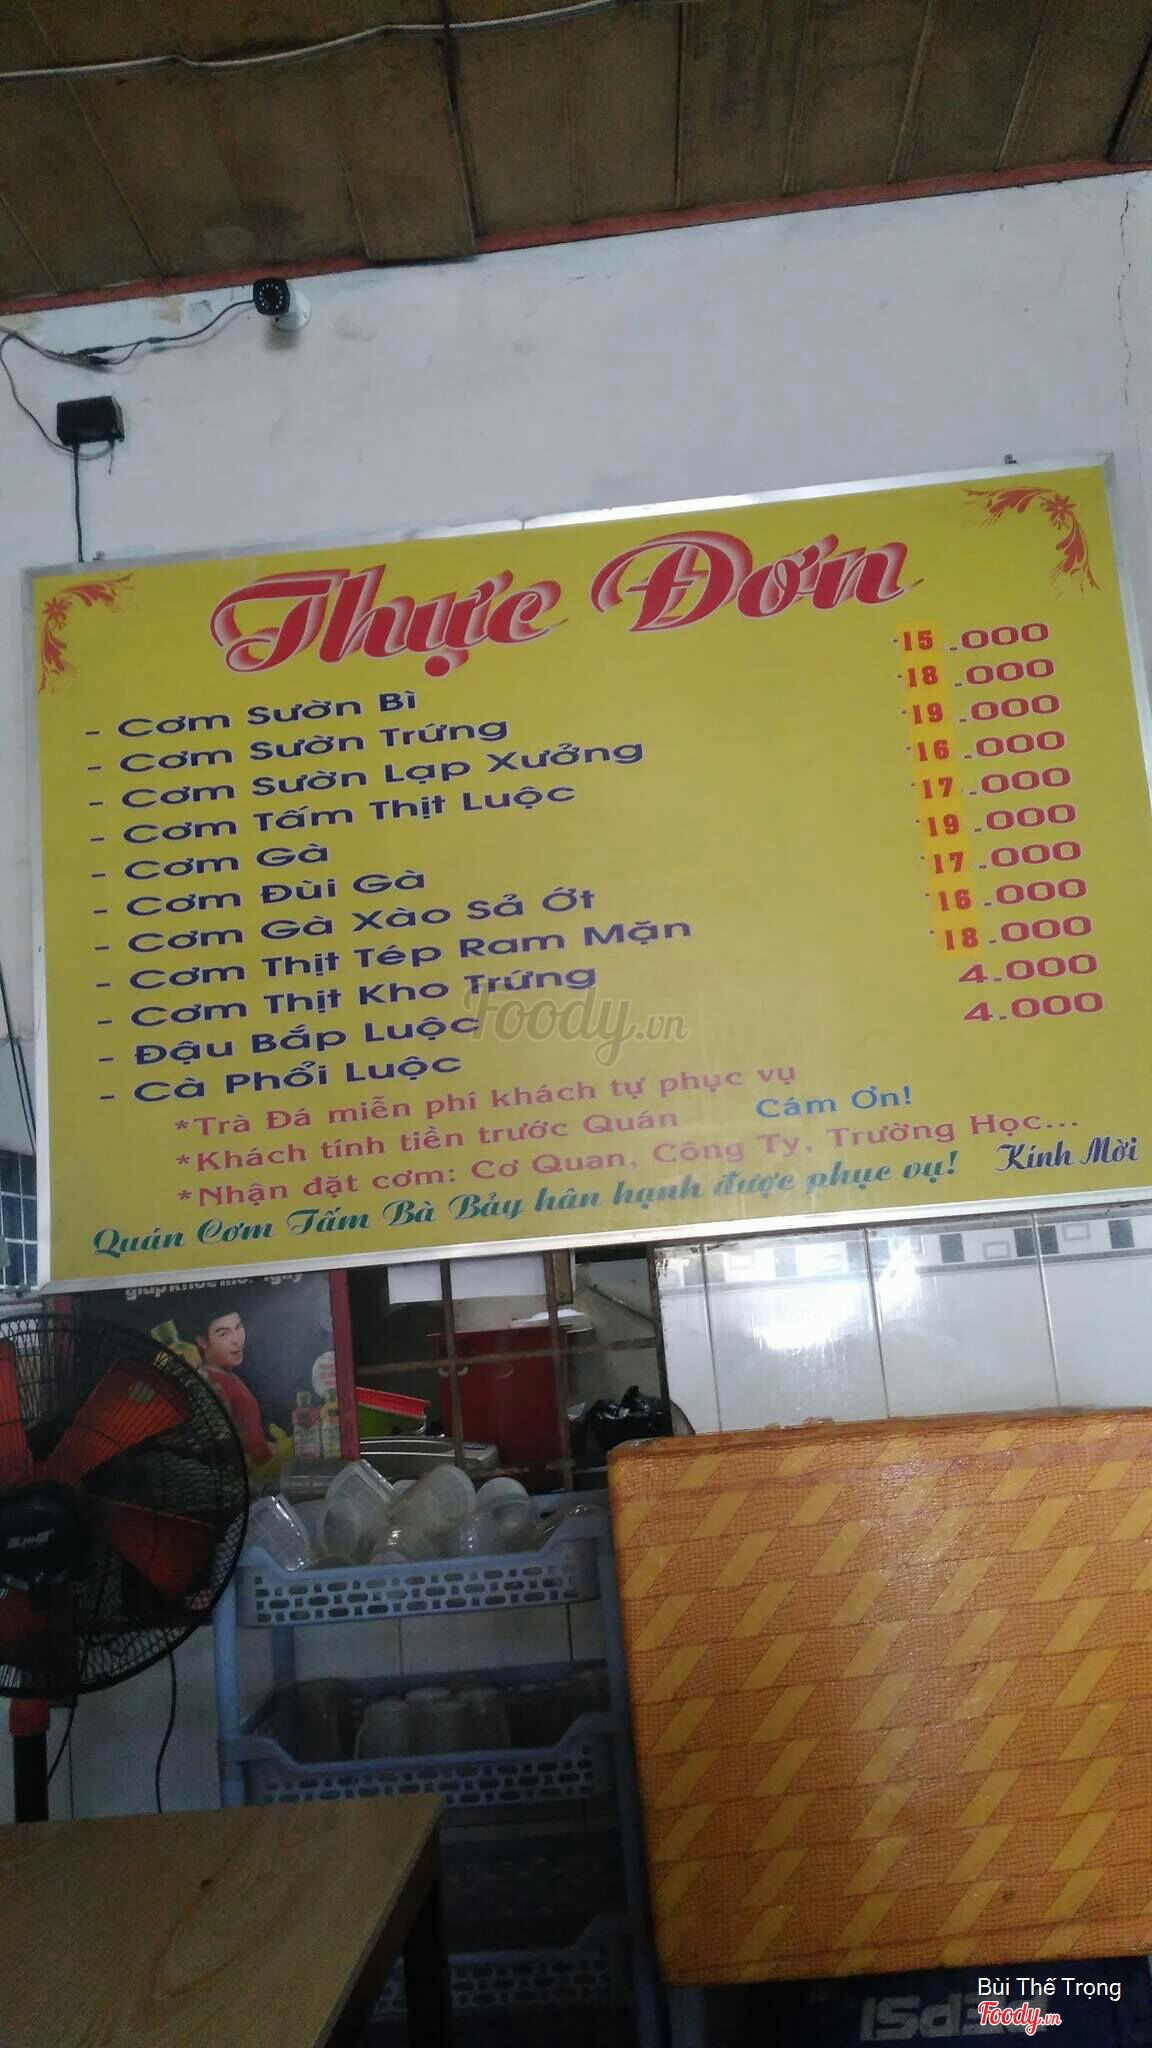 Thực Đơn
- Cơm Sườn Bì 15.000
- Cơm Sườn Trứng 18.000
- Cơm Sườn Lạp Xưởng 19.000
- Cơm Tấm Thịt Luộc 16.000
- Cơm Gà 17.000
- Cơm Đùi Gà 19.000
- Cơm Gà Xào Sả Ớt 17.000
- Cơm Thịt Tép Ram Mặn 16.000
- Cơm Thịt Kho Trứng 18.000
- Đậu Bắp Luộc 4.000
- Cà Phổi Luộc 4.000
*Trà Đá miễn phí khách tự phục vụ
*Khách tính tiền trước Quán Cám Ơn!
*Nhận đặt cơm: Cơ Quan, Công Ty, Trường Học...
Quán Cơm Tấm Bà Bảy hân hạnh được phục vụ! Kính Mời
Foody.vn
PEPSI
Bùi Thế Trọng
Foody.vn